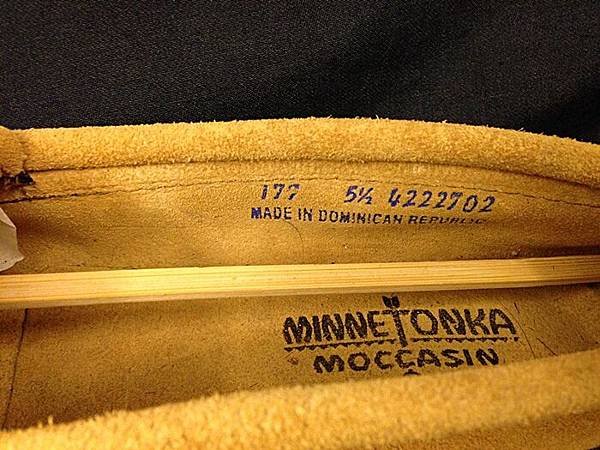 177 5½ 4222702
MADE IN DOMINICAN REPUBLIC
MINNETONKA
MOCCASIN